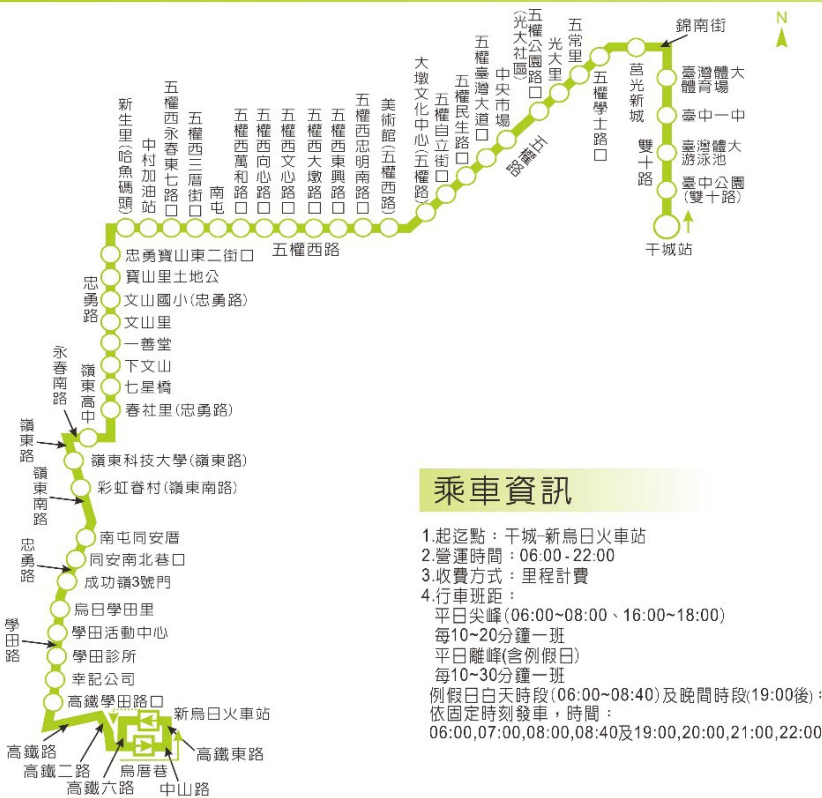 N
錦南街
臺灣體大
體育場
臺中一中
臺灣體大
游泳池
臺中公園
(雙十路)
干城站
雙十路
莒光新城
五權學士路口
五常里
光大里
五權公園路口
(光大社區)
中央市場
五權臺灣大道口
五權民生路口
五權自立街口
大墩文化中心(五權路)
五權路
美術館(五權西路)
五權西忠明南路口
五權西東興路口
五權西大墩路口
五權西文心路口
五權西向心路口
五權西萬和路口
南屯
五權西三厝街口
五權西永春東七路口
中村加油站
新生里(哈魚碼頭)
五權西路
忠勇寶山東二街口
寶山里土地公
文山國小(忠勇路)
文山里
一善堂
下文山
七星橋
春社里(忠勇路)
忠勇路
嶺東高中
永春南路
嶺東路
嶺東科技大學(嶺東路)
彩虹眷村(嶺東南路)
嶺東南路
南屯同安厝
同安南北巷口
成功嶺3號門
忠勇路
烏日學田里
學田活動中心
學田診所
幸記公司
高鐵學田路口
學田路
新烏日火車站
高鐵路
高鐵二路
高鐵六路
烏厝巷
中山路
高鐵東路
乘車資訊
1.起迄點：干城-新烏日火車站
2.營運時間：06:00-22:00
3.收費方式：里程計費
4.行車班距：
平日尖峰(06:00~08:00、16:00~18:00)
每10~20分鐘一班
平日離峰(含例假日)
每10~30分鐘一班
例假日白天時段(06:00~08:40)及晚間時段(19:00後)：
依固定時刻發車，時間：
06:00,07:00,08:00,08:40及19:00,20:00,21:00,22:00